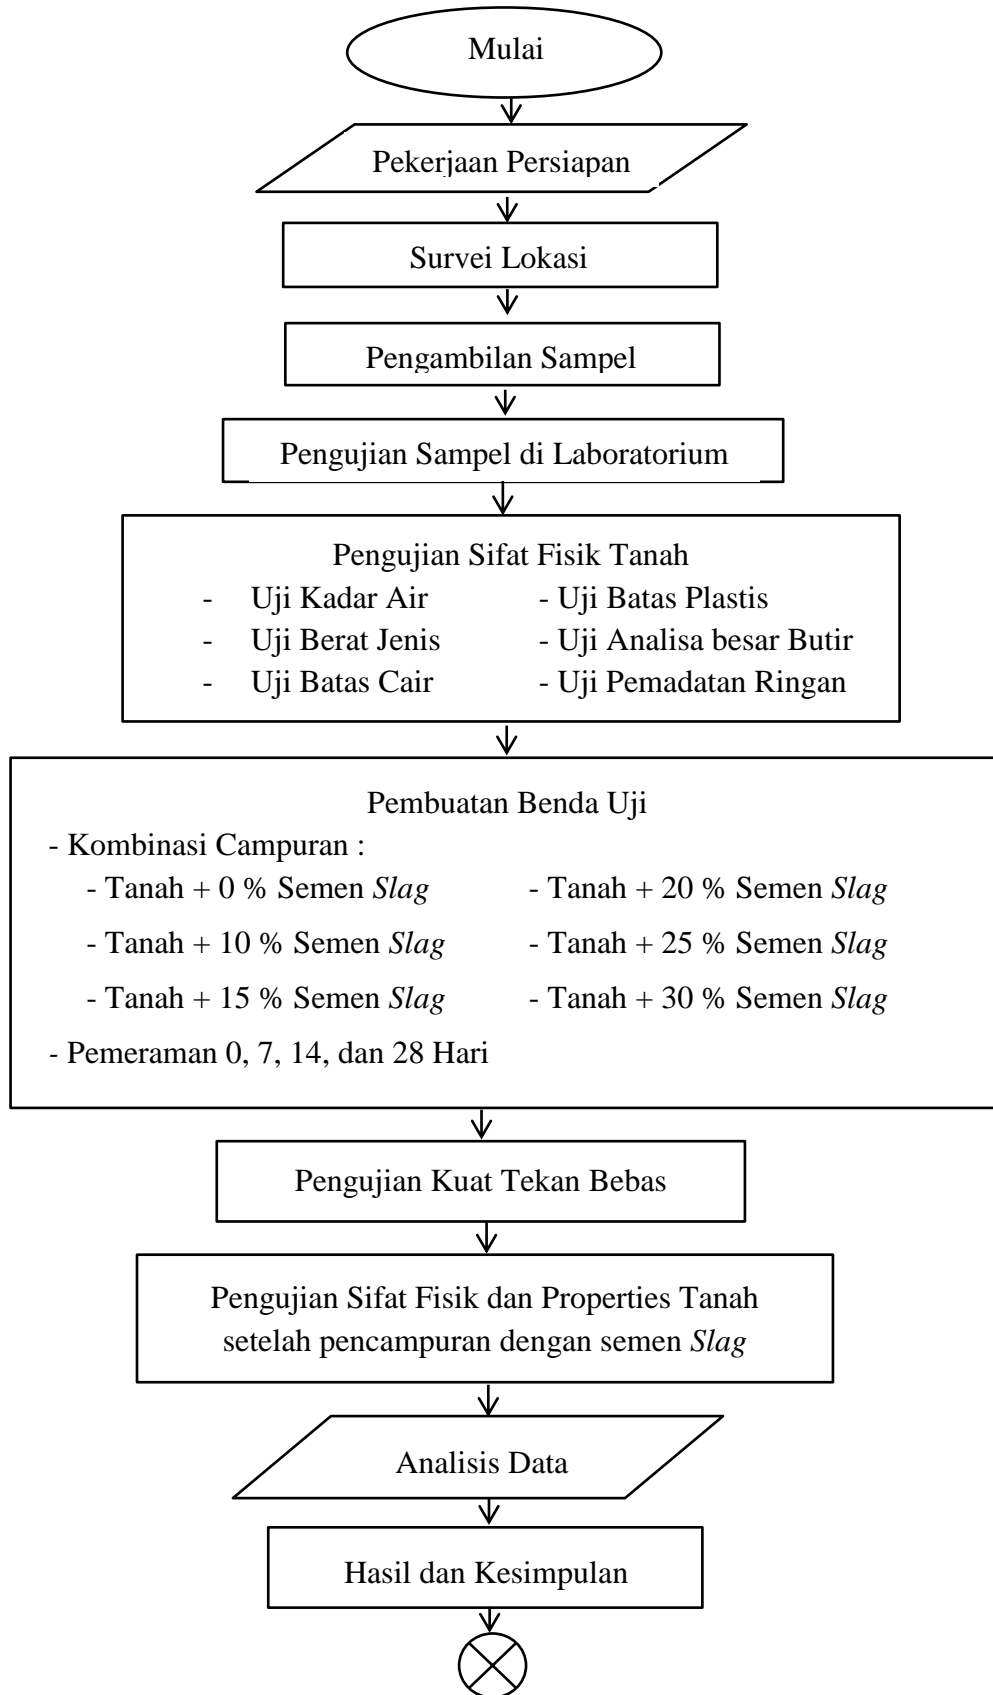 Mulai
Pekerjaan Persiapan
Survei Lokasi
Pengambilan Sampel
Pengujian Sampel di Laboratorium
Pengujian Sifat Fisik Tanah
- Uji Kadar Air - Uji Batas Plastis
- Uji Berat Jenis - Uji Analisa besar Butir
- Uji Batas Cair - Uji Pemadatan Ringan
Pembuatan Benda Uji
- Kombinasi Campuran :
- Tanah + 0 % Semen Slag - Tanah + 20 % Semen Slag
- Tanah + 10 % Semen Slag - Tanah + 25 % Semen Slag
- Tanah + 15 % Semen Slag - Tanah + 30 % Semen Slag
- Pemeraman 0, 7, 14, dan 28 Hari
Pengujian Kuat Tekan Bebas
Pengujian Sifat Fisik dan Properties Tanah
setelah pencampuran dengan semen Slag
Analisis Data
Hasil dan Kesimpulan